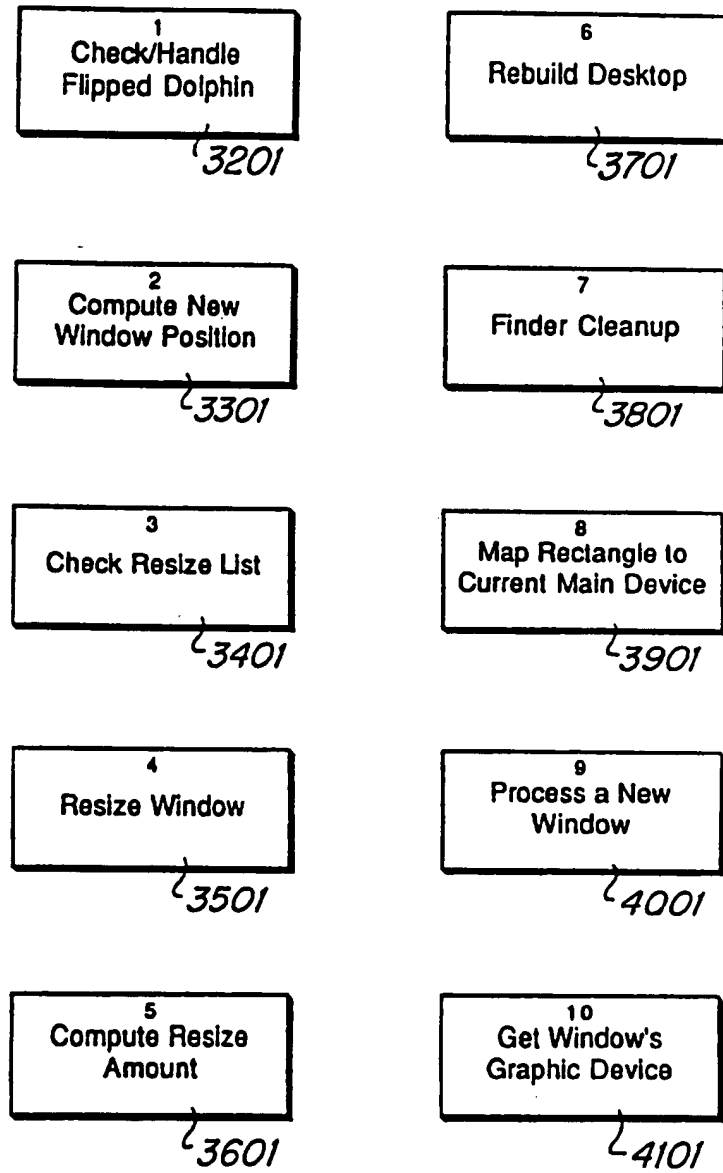 1
Check/Handle
Flipped Dolphin
3201
2
Compute New
Window Position
3301
3
Check Resize List
3401
4
Resize Window
3501
5
Compute Resize
Amount
3601
6
Rebuild Desktop
3701
7
Finder Cleanup
3801
8
Map Rectangle to
Current Main Device
3901
9
Process a New
Window
4001
10
Get Window's
Graphic Device
4101